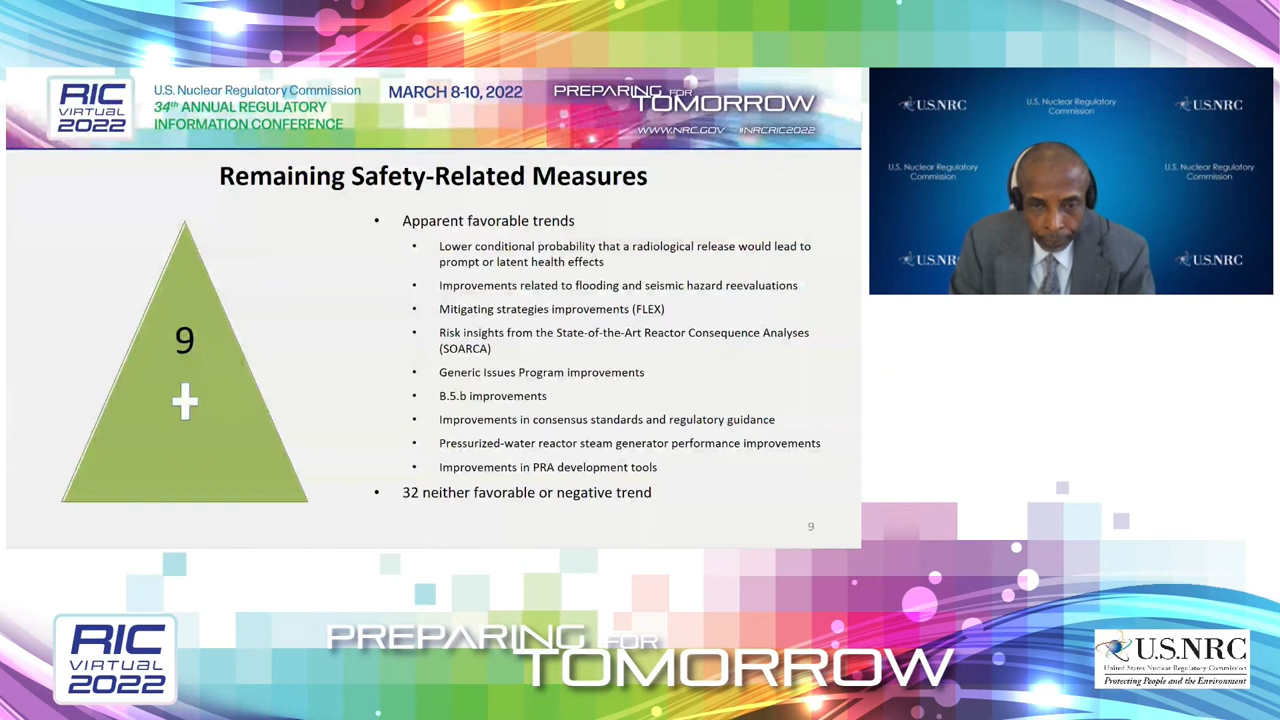 RIC
VIRTUAL
2022
U.S. Nuclear Regulatory Commission
34th ANNUAL REGULATORY
INFORMATION CONFERENCE
MARCH 8-10, 2022
PREPARING FOR
TOMORROW
WWW.NRC.GOV #NRCRIC2022
Remaining Safety-Related Measures
9
• Apparent favorable trends
• Lower conditional probability that a radiological release would lead to
prompt or latent health effects
• Improvements related to flooding and seismic hazard reevaluations
• Mitigating strategies improvements (FLEX)
• Risk insights from the State-of-the-Art Reactor Consequence Analyses
(SOARCA)
• Generic Issues Program improvements
• B.5.b improvements
• Improvements in consensus standards and regulatory guidance
• Pressurized-water reactor steam generator performance improvements
• Improvements in PRA development tools
• 32 neither favorable or negative trend
9
U.S.NRC
U.S. Nuclear Regulatory
Commission
U.S.NRC
U.S. Nuclear Regulatory
Commission
U.S. Nuclear Regulatory
Commission
U.S.NRC
U.S.NRC
RIC
VIRTUAL
2022
PREPARING FOR
TOMORROW
U.S.NRC
United States Nuclear Regulatory Commission
Protecting People and the Environment